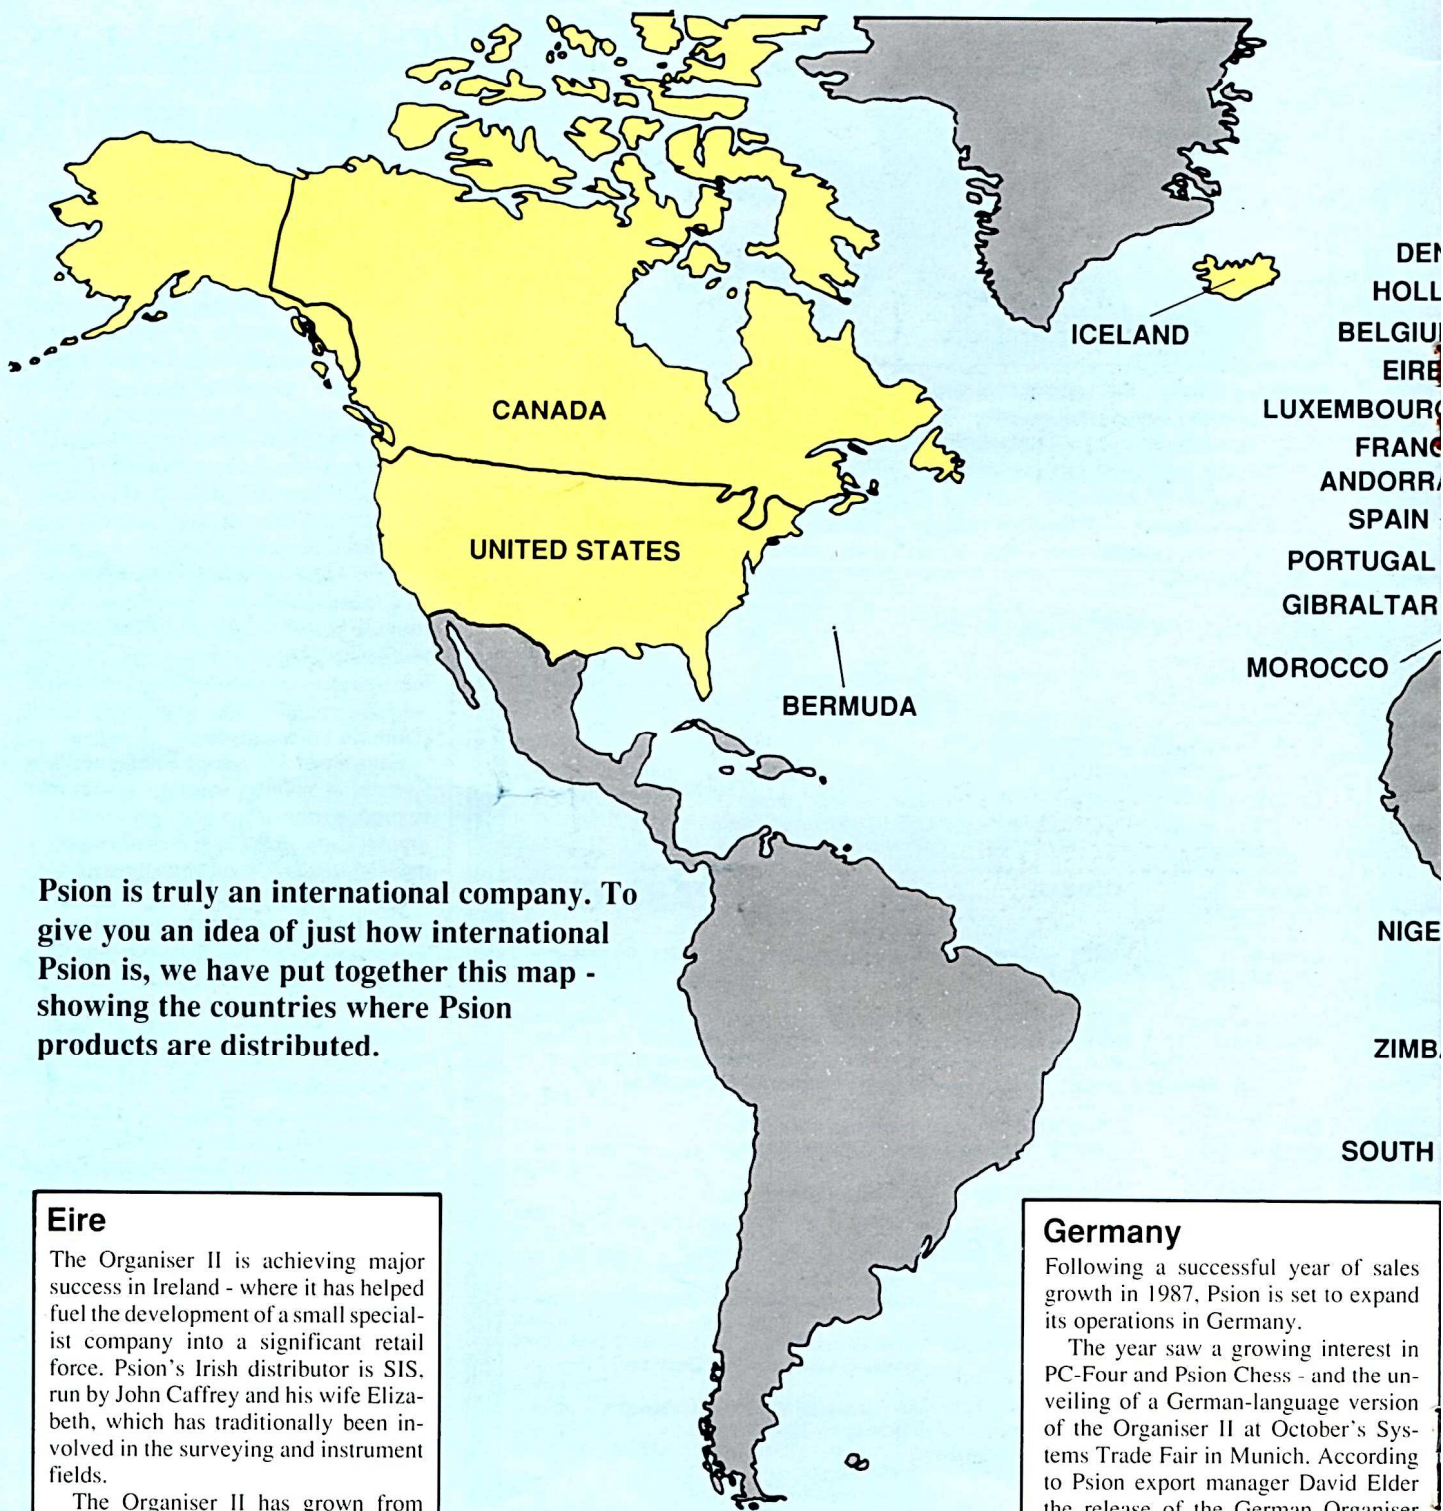 ICELAND
CANADA
UNITED STATES
BERMUDA
DEN
HOLL
BELGIU
EIRE
LUXEMBOURG
FRANC
ANDORRA
SPAIN
PORTUGAL
GIBRALTAR
MOROCCO
NIGE
ZIMB
SOUTH
Psion is truly an international company. To
give you an idea of just how international
Psion is, we have put together this map -
showing the countries where Psion
products are distributed.
Eire
The Organiser II is achieving major
success in Ireland - where it has helped
fuel the development of a small special-
ist company into a significant retail
force. Psion's Irish distributor is SIS,
run by John Caffrey and his wife Eliza-
beth, which has traditionally been in-
volved in the surveying and instrument
fields.
The Organiser II has grown from
Germany
Following a successful year of sales
growth in 1987, Psion is set to expand
its operations in Germany.
The year saw a growing interest in
PC-Four and Psion Chess - and the un-
veiling of a German-language version
of the Organiser II at October's Sys-
tems Trade Fair in Munich. According
to Psion export manager David Elder
the release of the German Organiser